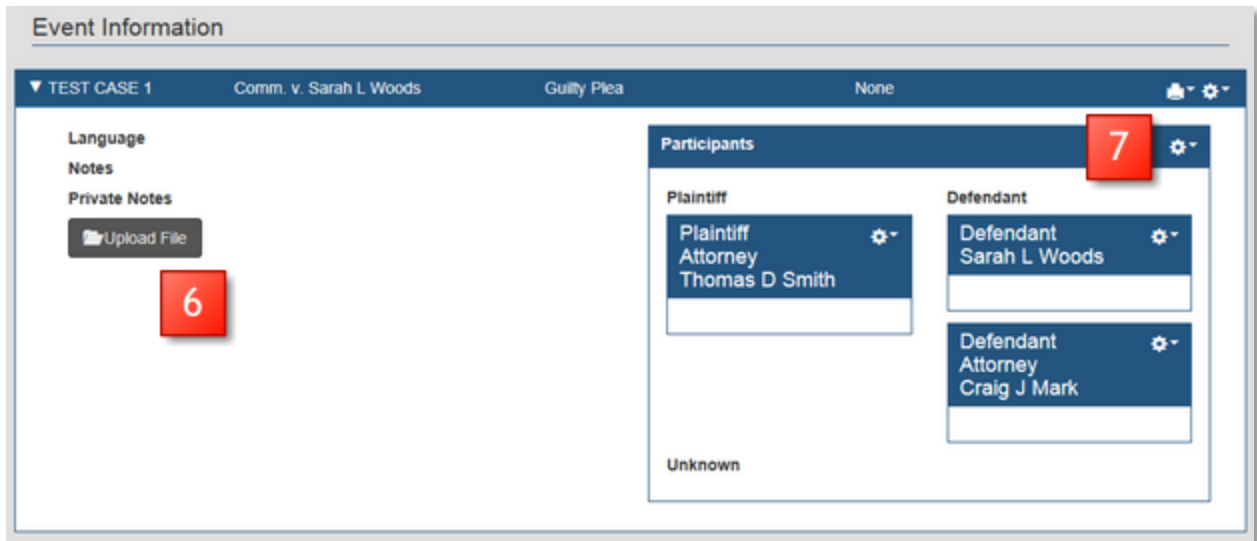 Event Information
TEST CASE 1 Comm. v. Sarah L Woods Guilty Plea None
Language
Notes
Private Notes
Upload File
6
Participants
7
Plaintiff
Plaintiff
Attorney
Thomas D Smith
Defendant
Defendant
Sarah L Woods
Defendant
Attorney
Craig J Mark
Unknown